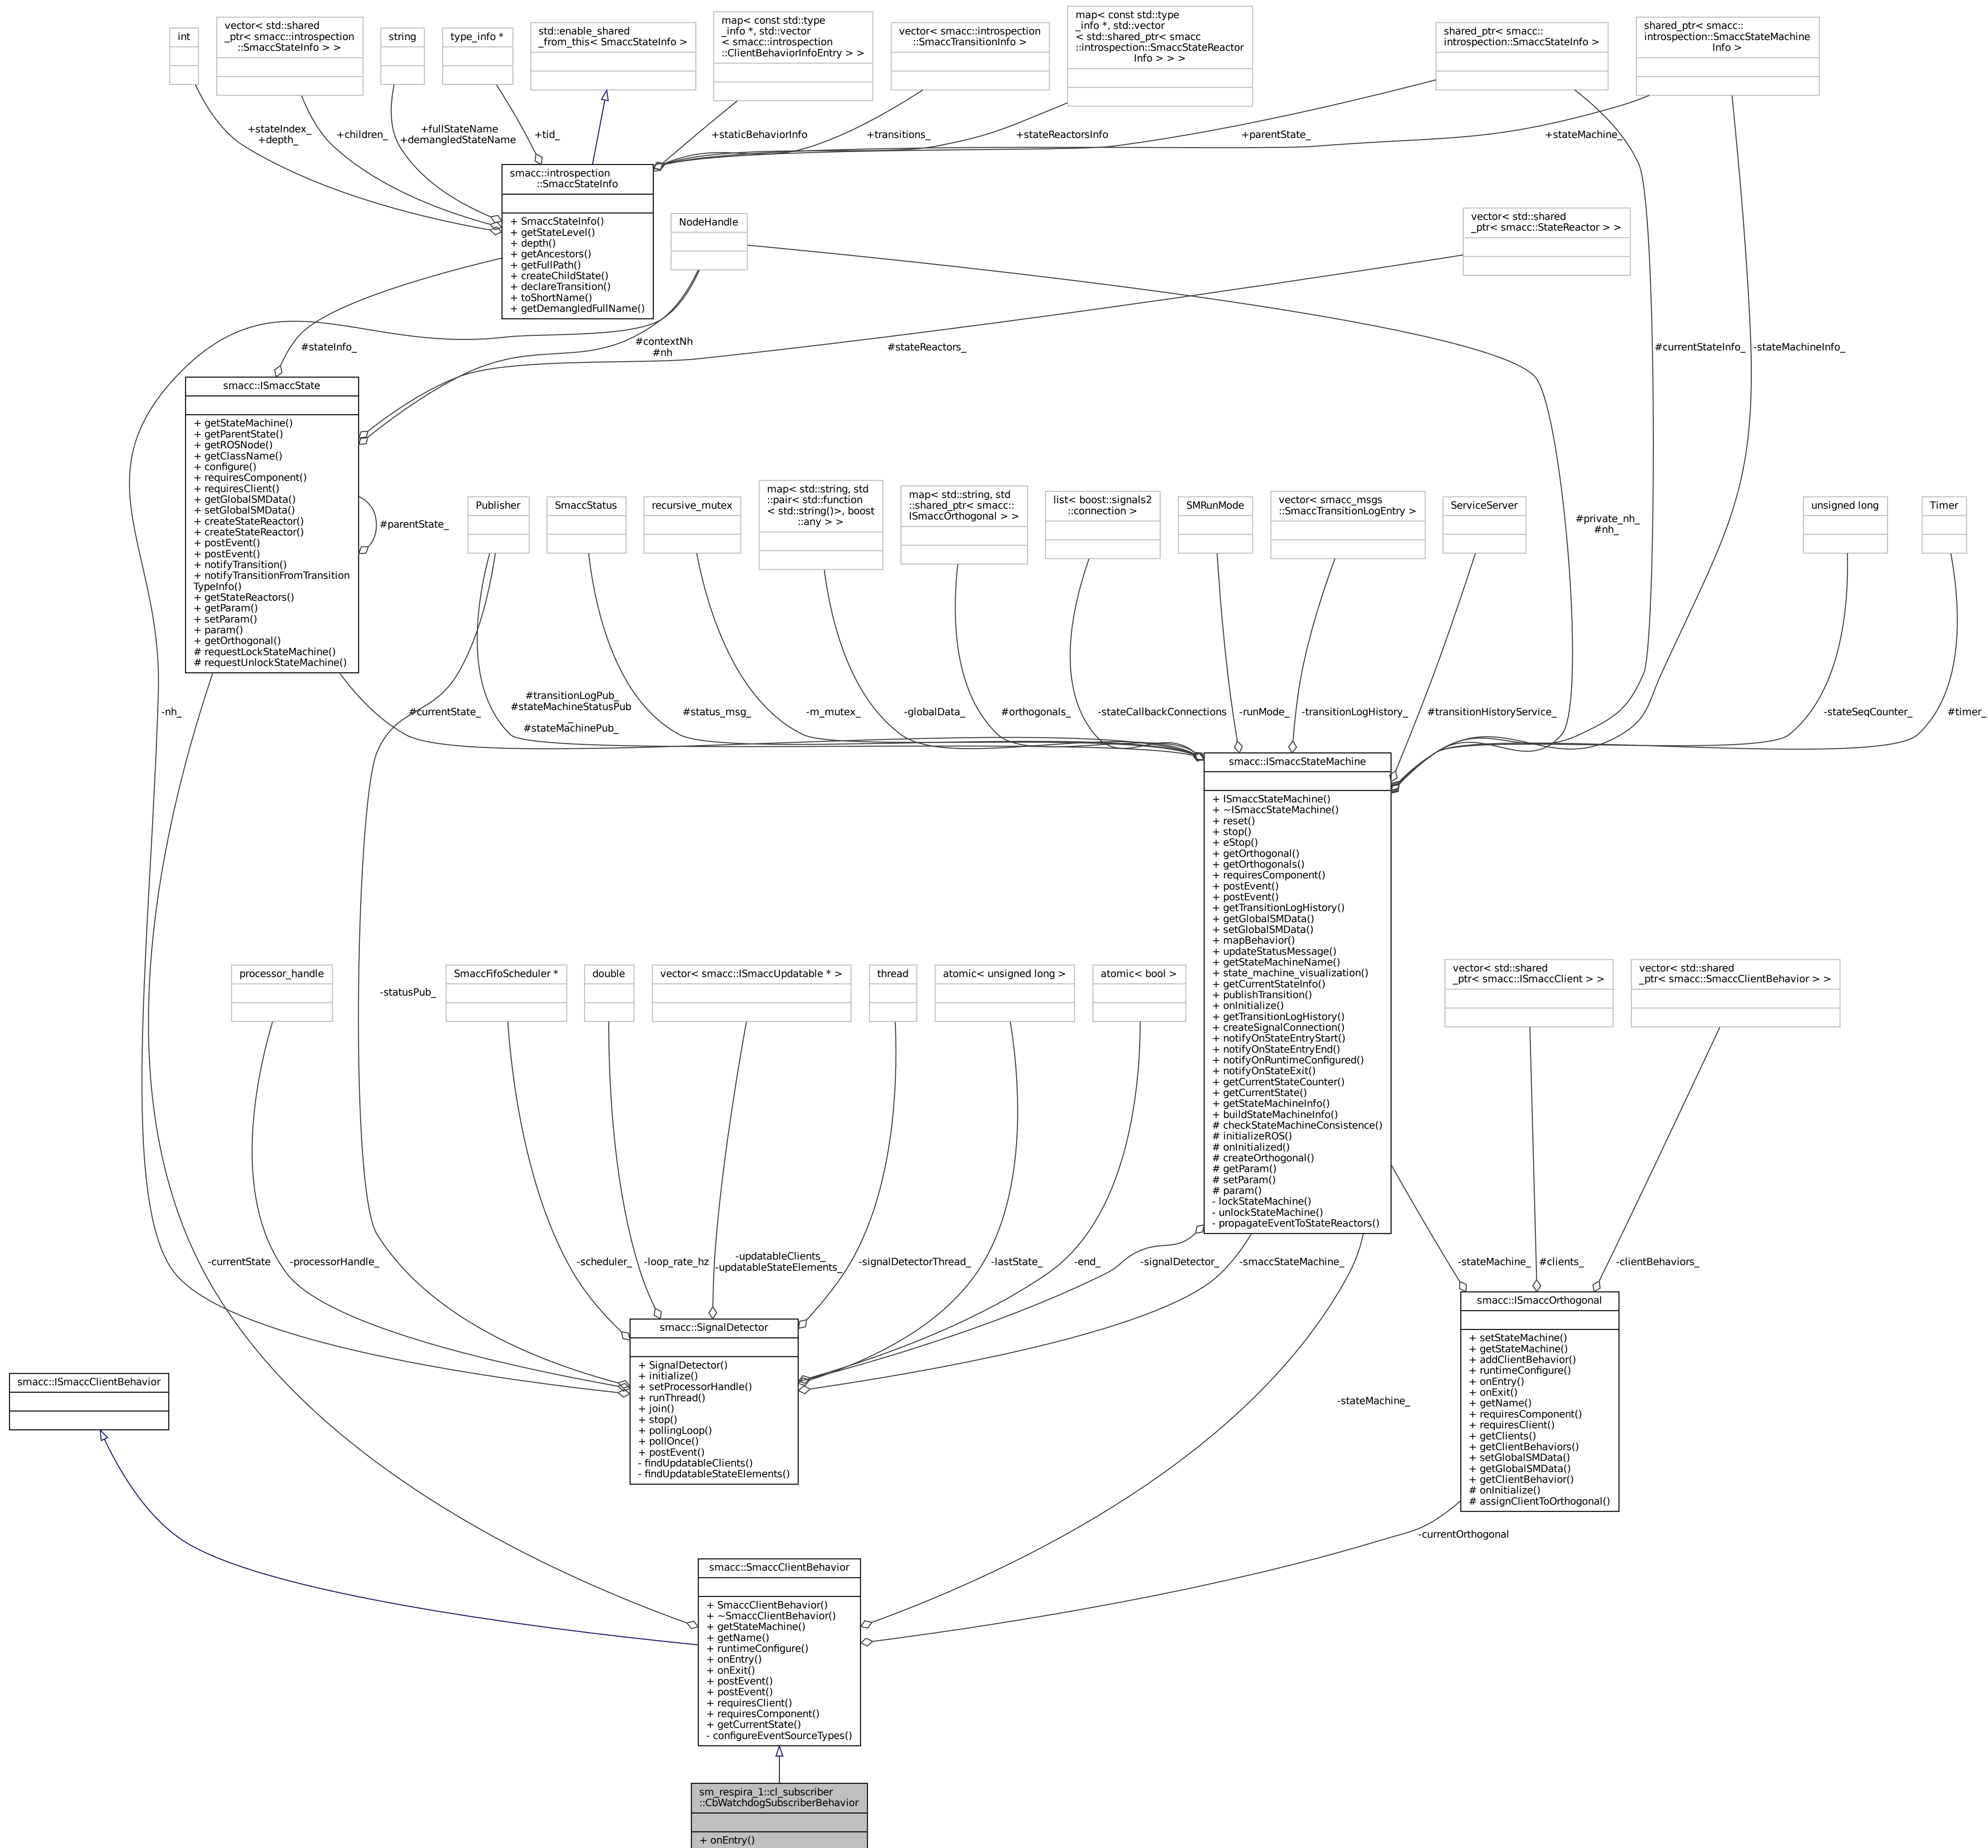 int
vector< std::shared
_ptr< smacc::introspection
::SmaccStateInfo > >
string
type_info *
std::enable_shared
_from_this< SmaccStateInfo >
map< const std::type
_info *, std::vector
< smacc::introspection
::ClientBehaviorInfoEntry > >
vector< smacc::introspection
::SmaccTransitionInfo >
map< const std::type
_info *, std::vector
< std::shared_ptr< smacc
::introspection::SmaccStateReactor
Info > > >
shared_ptr< smacc::
introspection::SmaccStateInfo >
shared_ptr< smacc::
introspection::SmaccStateMachine
Info >
+stateIndex_
+depth_
+children_
+fullStateName
+demangledStateName
+tid_
+staticBehaviorInfo
+transitions_
+stateReactorsInfo
+parentState_
+stateMachine_
smacc::introspection
::SmaccStateInfo
+ SmaccStateInfo()
+ getStateLevel()
+ depth()
+ getAncestors()
+ getFullPath()
+ createChildState()
+ declareTransition()
+ toShortName()
+ getDemangledFullName()
NodeHandle
vector< std::shared
_ptr< smacc::StateReactor > >
#stateInfo_
#contextNh
#nh
#stateReactors_
#currentStateInfo_
-stateMachineInfo_
smacc::ISmaccState
+ getStateMachine()
+ getParentState()
+ getROSNode()
+ getClassName()
+ configure()
+ requiresComponent()
+ requiresClient()
+ getGlobalSMData()
+ setGlobalSMData()
+ createStateReactor()
+ createStateReactor()
+ postEvent()
+ postEvent()
+ notifyTransition()
+ notifyTransitionFromTransition
TypeInfo()
+ getStateReactors()
+ getParam()
+ setParam()
+ param()
+ getOrthogonal()
# requestLockStateMachine()
# requestUnlockStateMachine()
#parentState_
Publisher
SmaccStatus
recursive_mutex
map< std::string, std
::pair< std::function
< std::string()>, boost
::any > >
map< std::string, std
::shared_ptr< smacc::
ISmaccOrthogonal > >
list< boost::signals2
::connection >
SMRunMode
vector< smacc_msgs
::SmaccTransitionLogEntry >
ServiceServer
#private_nh_
#nh_
unsigned long
Timer
-nh_
#currentState_
#transitionLogPub_
#stateMachineStatusPub
_
#stateMachinePub_
#status_msg_
-m_mutex_
-globalData_
#orthogonals_
-stateCallbackConnections
-runMode_
-transitionLogHistory_
#transitionHistoryService_
-stateSeqCounter_
#timer_
smacc::ISmaccStateMachine
+ ISmaccStateMachine()
+ ~ISmaccStateMachine()
+ reset()
+ stop()
+ eStop()
+ getOrthogonal()
+ getOrthogonals()
+ requiresComponent()
+ postEvent()
+ postEvent()
+ getTransitionLogHistory()
+ getGlobalSMData()
+ setGlobalSMData()
+ mapBehavior()
+ updateStatusMessage()
+ getStateMachineName()
+ state_machine_visualization()
+ getCurrentStateInfo()
+ publishTransition()
+ onInitialize()
+ getTransitionLogHistory()
+ createSignalConnection()
+ notifyOnStateEntryStart()
+ notifyOnStateEntryEnd()
+ notifyOnRuntimeConfigured()
+ notifyOnStateExit()
+ getCurrentStateCounter()
+ getCurrentState()
+ getStateMachineInfo()
+ buildStateMachineInfo()
# checkStateMachineConsistence()
# initializeROS()
# onInitialized()
# createOrthogonal()
# getParam()
# setParam()
# param()
- lockStateMachine()
- unlockStateMachine()
- propagateEventToStateReactors()
processor_handle
SmaccFifoScheduler *
double
vector< smacc::ISmaccUpdatable * >
thread
atomic< unsigned long >
atomic< bool >
vector< std::shared
_ptr< smacc::ISmaccClient > >
vector< std::shared
_ptr< smacc::SmaccClientBehavior > >
-statusPub_
-currentState
-processorHandle_
-scheduler_
-loop_rate_hz
-updatableClients_
-updatableStateElements_
-signalDetectorThread_
-lastState_
-end_
-signalDetector_
-smaccStateMachine_
-stateMachine_
#clients_
-clientBehaviors_
smacc::SignalDetector
+ SignalDetector()
+ initialize()
+ setProcessorHandle()
+ runThread()
+ join()
+ stop()
+ pollingLoop()
+ pollOnce()
+ postEvent()
- findUpdatableClients()
- findUpdatableStateElements()
smacc::ISmaccOrthogonal
+ setStateMachine()
+ getStateMachine()
+ addClientBehavior()
+ runtimeConfigure()
+ onEntry()
+ onExit()
+ getName()
+ requiresComponent()
+ requiresClient()
+ getClients()
+ getClientBehaviors()
+ setGlobalSMData()
+ getGlobalSMData()
+ getClientBehavior()
# onInitialize()
# assignClientToOrthogonal()
smacc::ISmaccClientBehavior
-stateMachine_
-currentOrthogonal
smacc::SmaccClientBehavior
+ SmaccClientBehavior()
+ ~SmaccClientBehavior()
+ getStateMachine()
+ getName()
+ runtimeConfigure()
+ onEntry()
+ onExit()
+ postEvent()
+ postEvent()
+ requiresClient()
+ requiresComponent()
+ getCurrentState()
- configureEventSourceTypes()
sm_respira_1::cl_subscriber
::CbWatchdogSubscriberBehavior
+ onEntry()